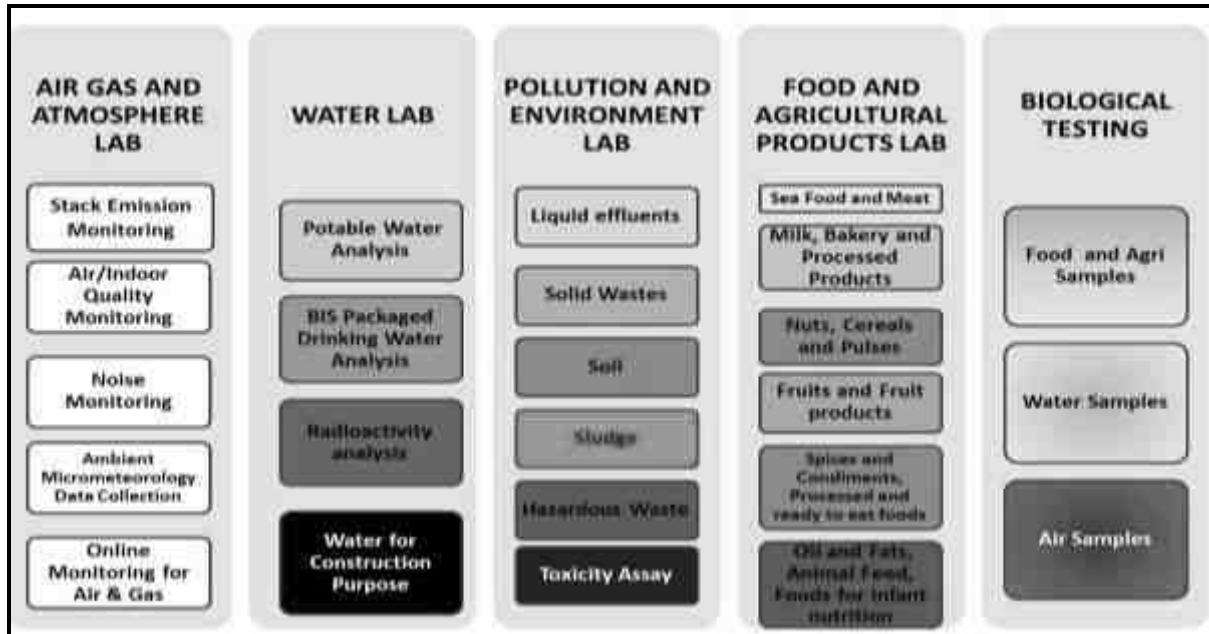 AIR GAS AND
ATMOSPHERE
LAB
Stack Emission
Monitoring
Air/Indoor
Quality
Monitoring
Noise
Monitoring
Ambient
Micrometeorology
Data Collection
Online
Monitoring for
Air & Gas
WATER LAB
Potable Water
Analysis
BIS Packaged
Drinking Water
Analysis
Radioactivity
analysis
Water for
Construction
Purpose
POLLUTION AND
ENVIRONMENT
LAB
Liquid effluents
Solid Wastes
Soil
Sludge
Hazardous Waste
Toxicity Assay
FOOD AND
AGRICULTURAL
PRODUCTS LAB
Sea Food and Meat
Milk, Bakery and
Processed
Products
Nuts, Cereals
and Pulses
Fruits and Fruit
products
Spices and
Condiments,
Processed and
ready to eat foods
Oil and Fats,
Animal Feed,
Foods for infant
nutrition
BIOLOGICAL
TESTING
Food and Agri
Samples
Water Samples
Air Samples